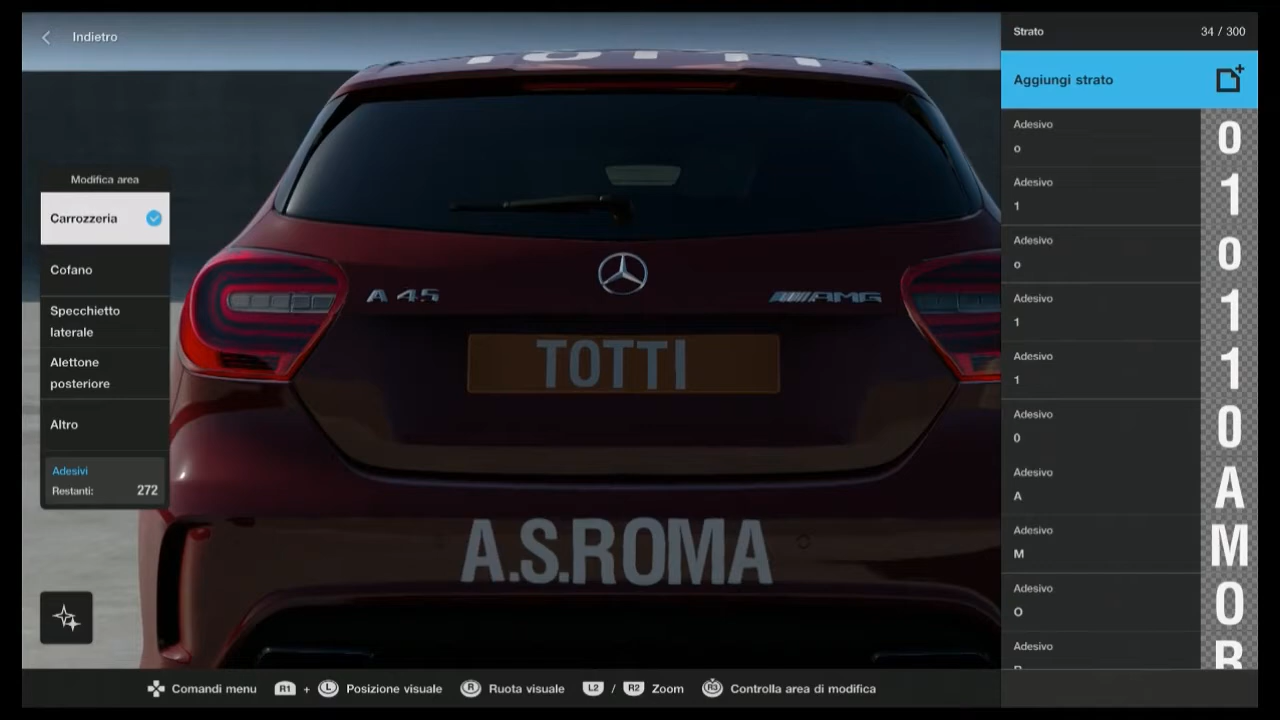 Indietro
Strato
34 / 300
TOTTI
Aggiungi strato
Adesivo
o
0
Adesivo
1
1
Adesivo
o
0
Adesivo
1
1
Adesivo
1
1
Adesivo
0
0
Adesivo
A
A
Adesivo
M
M
Adesivo
O
O
Adesivo
R
Modifica area
Carrozzeria
Cofano
Specchietto
laterale
Alettone
posteriore
Altro
Adesivi
Restanti: 272
A 45
AMG
TOTTI
A.S.ROMA
Comandi menu
R1 + L Posizione visuale
R Ruota visuale
L2 / R2 Zoom
R3 Controlla area di modifica